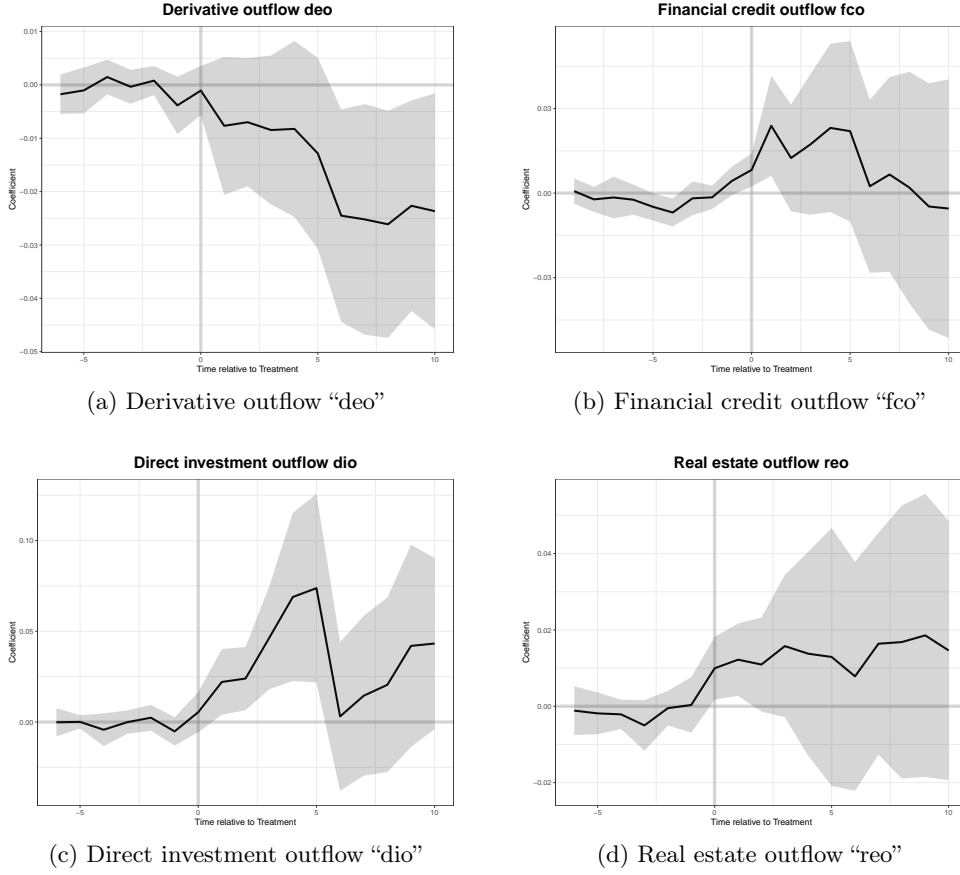 Derivative outflow deo
Coefficient
0.01
0.00
−0.01
−0.02
−0.03
−0.04
−0.05
−5
0
5
10
Time relative to Treatment
(a) Derivative outflow “deo”
Financial credit outflow fco
Coefficient
0.03
0.00
−0.03
−5
0
5
10
Time relative to Treatment
(b) Financial credit outflow “fco”
Direct investment outflow dio
Coefficient
0.10
0.05
0.00
−5
0
5
10
Time relative to Treatment
(c) Direct investment outflow “dio”
Real estate outflow reo
Coefficient
0.04
0.02
0.00
−0.02
−5
0
5
10
Time relative to Treatment
(d) Real estate outflow “reo”